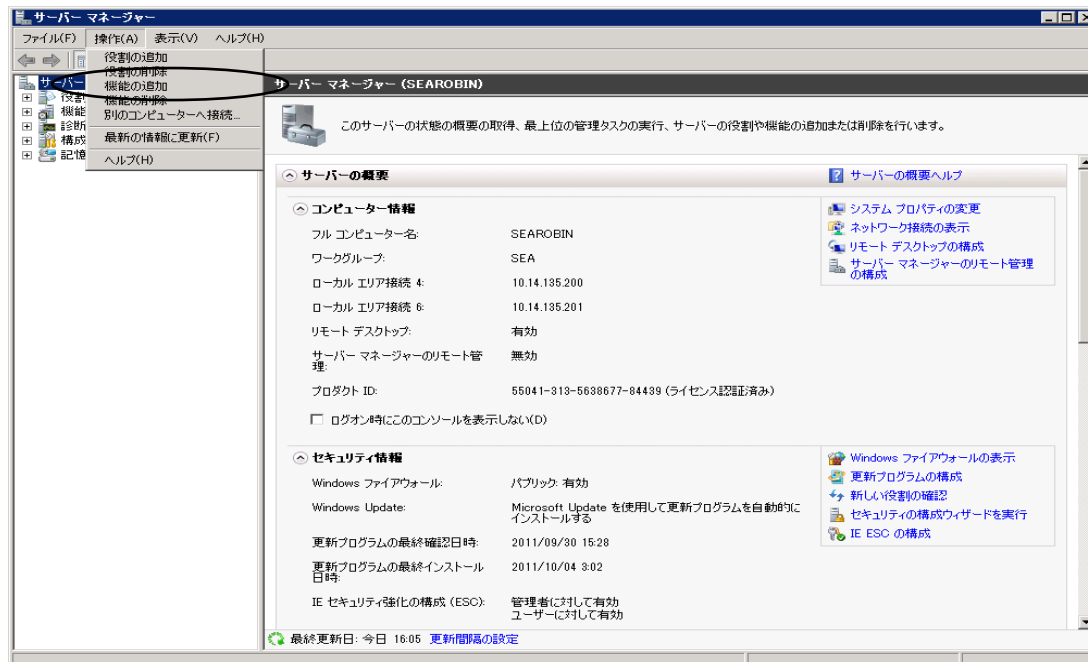 サーバー マネージャー
ファイル(F) 操作(A) 表示(V) ヘルプ(H)
役割の追加
役割の削除
機能の追加
機能の削除
別のコンピューターへ接続...
最新の情報に更新(F)
ヘルプ(H)
サーバー
役割
機能
診断
構成
記憶
サーバー マネージャー (SEAROBIN)
このサーバーの状態の概要の取得、最上位の管理タスクの実行、サーバーの役割や機能の追加または削除を行います。
サーバーの概要
サーバーの概要ヘルプ
コンピューター情報
フル コンピューター名: SEAROBIN
ワークグループ: SEA
ローカル エリア接続 4: 10.14.135.200
ローカル エリア接続 6: 10.14.135.201
リモート デスクトップ: 有効
サーバー マネージャーのリモート管
理: 無効
プロダクト ID: 55041-313-5638677-84439 (ライセンス認証済み)
ログオン時にこのコンソールを表示しない(D)
システム プロパティの変更
ネットワーク接続の表示
リモート デスクトップの構成
サーバー マネージャーのリモート管理
の構成
セキュリティ情報
Windows ファイアウォール: パブリック: 有効
Windows Update: Microsoft Update を使用して更新プログラムを自動的に
インストールする
更新プログラムの最終確認日時: 2011/09/30 15:28
更新プログラムの最終インストール
日時: 2011/10/04 3:02
IE セキュリティ強化の構成 (ESC): 管理者に対して有効
ユーザーに対して有効
Windows ファイアウォールの表示
更新プログラムの構成
新しい役割の確認
セキュリティの構成ウィザードを実行
IE ESC の構成
最終更新日: 今日 16:05 更新間隔の設定